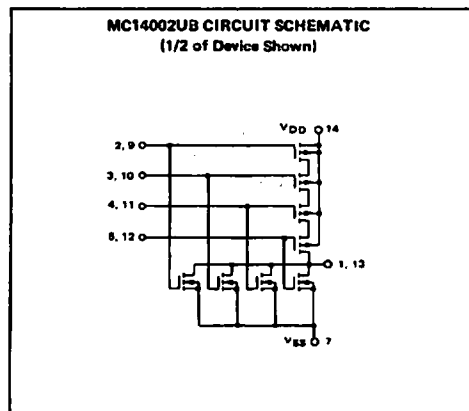 MC14002UB CIRCUIT SCHEMATIC
(1/2 of Device Shown)
VDD 14
2, 9
3, 10
4, 11
5, 12
1, 13
VSS 7